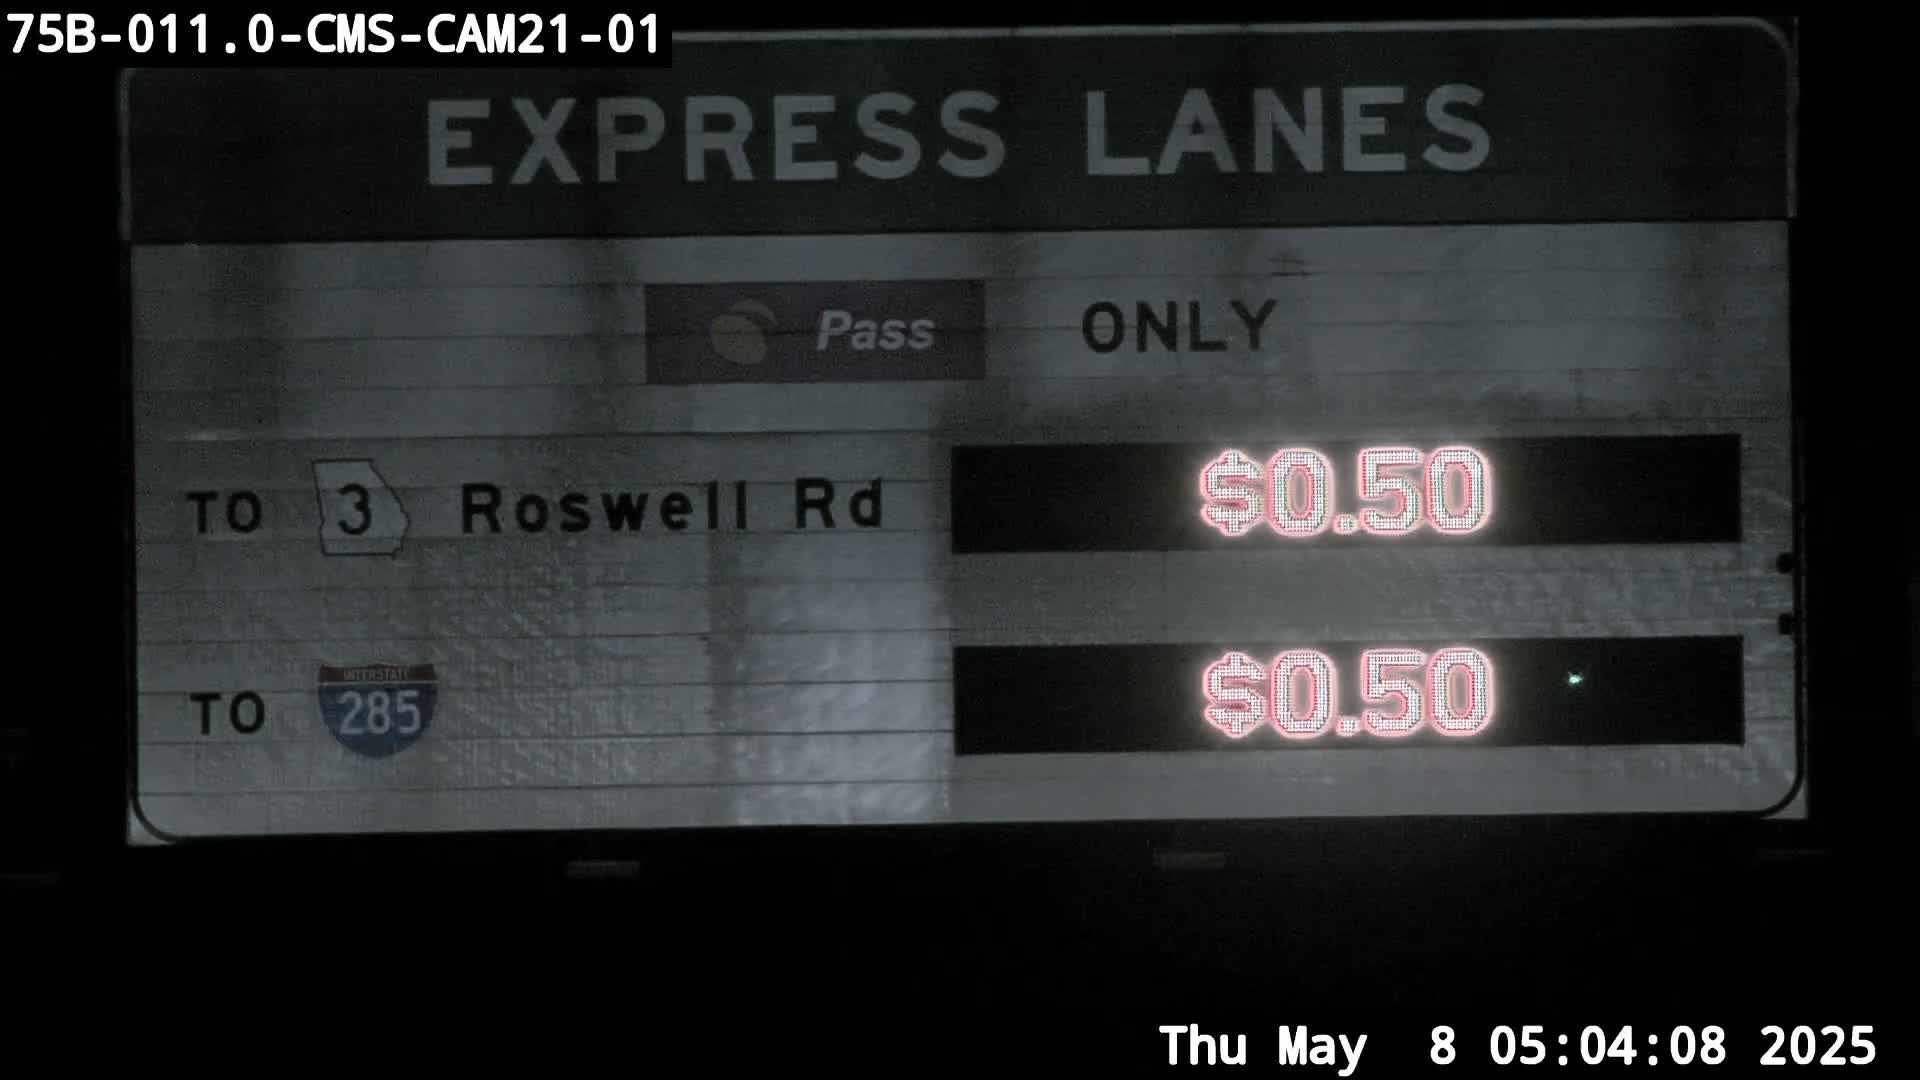 75B-011.0-CMS-CAM21-01
EXPRESS LANES
Pass ONLY
TO 3 Roswell Rd $0.50
TO INTERSTATE 285 $0.50
Thu May 8 05:04:08 2025